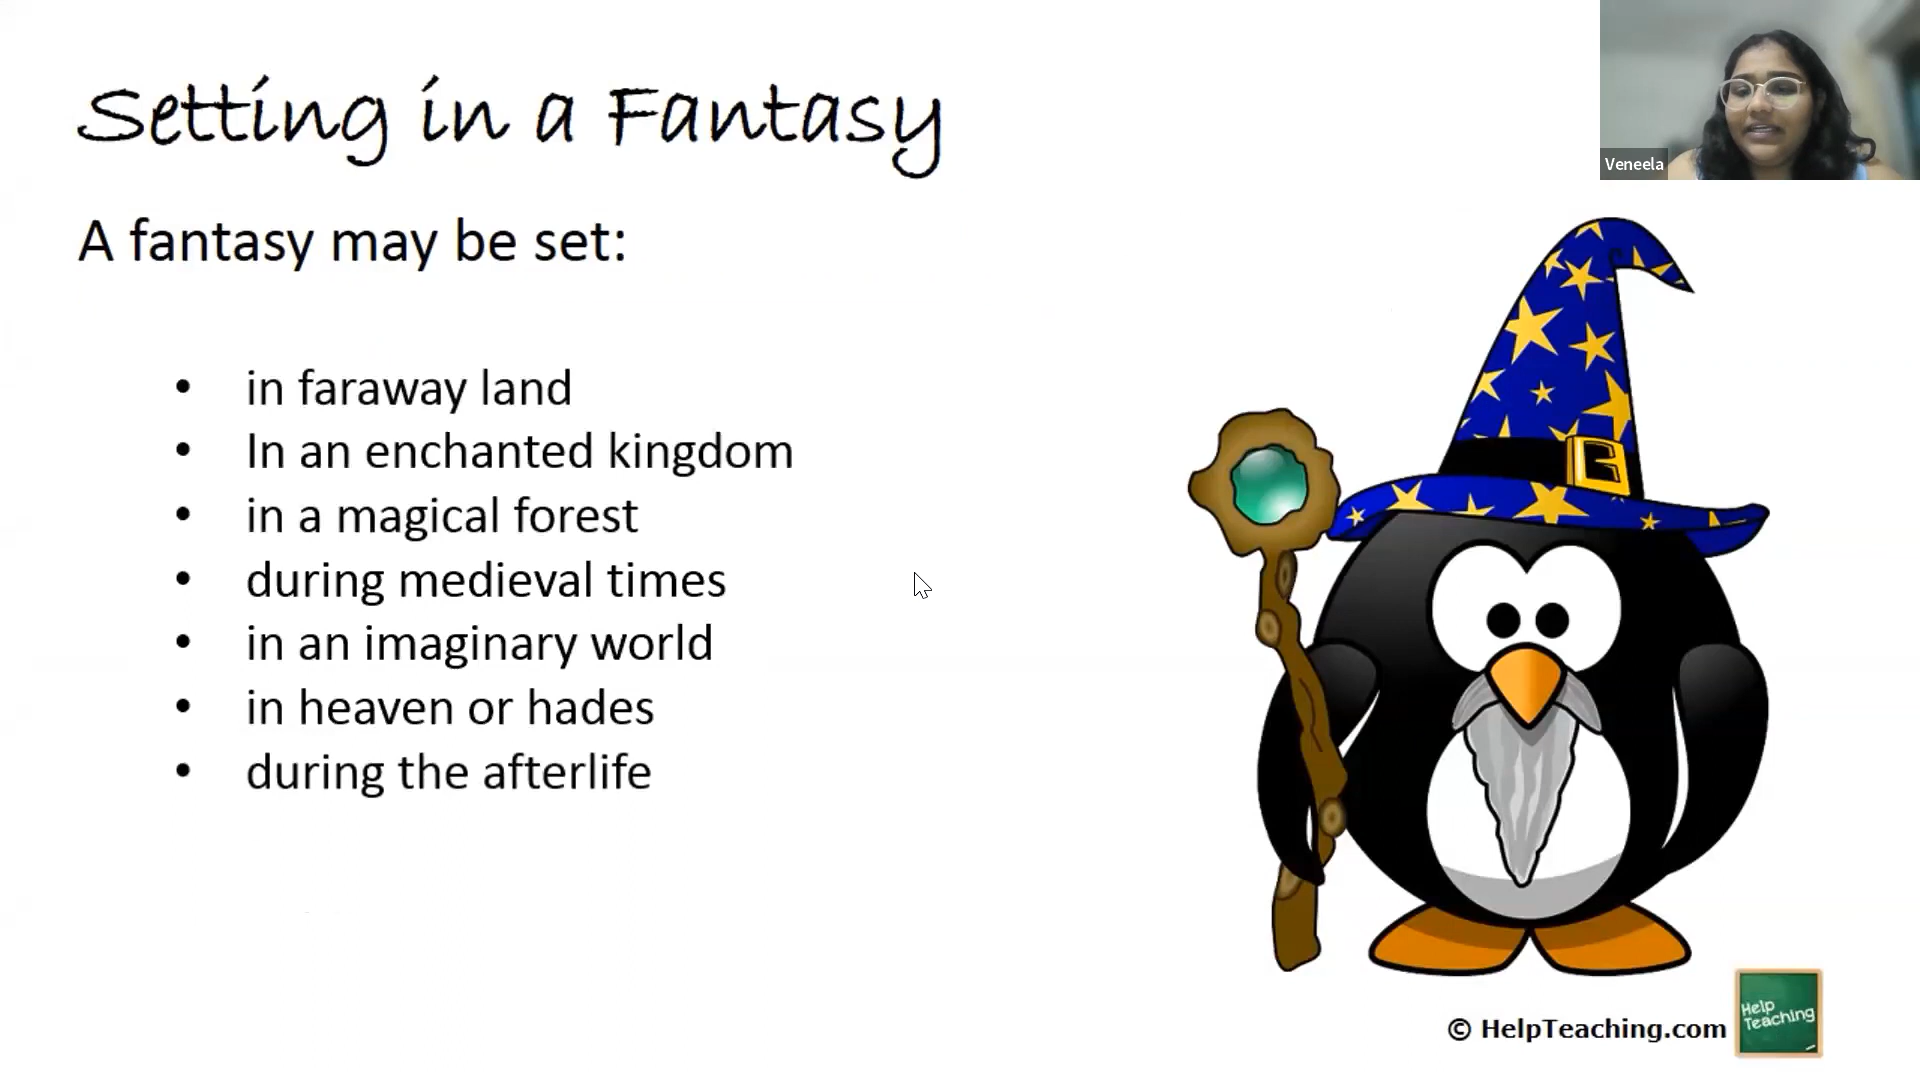 Setting in a Fantasy
Veneela
A fantasy may be set:
• in faraway land
• In an enchanted kingdom
• in a magical forest
• during medieval times
• in an imaginary world
• in heaven or hades
• during the afterlife
© HelpTeaching.com
Help
Teaching